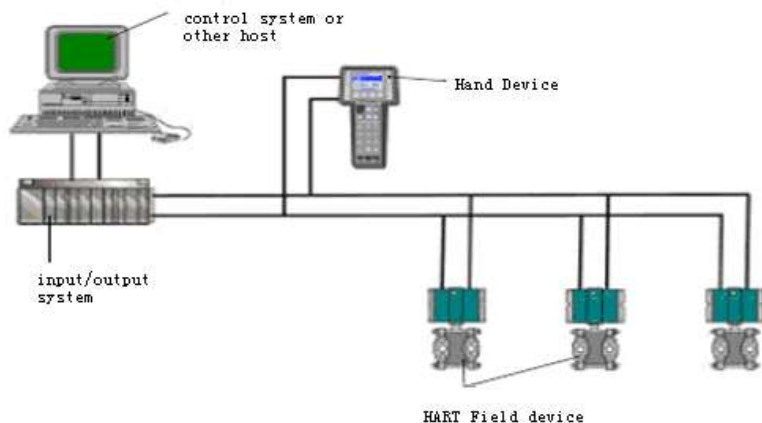 control system or
other host
Hand Device
input/output
system
HART Field device